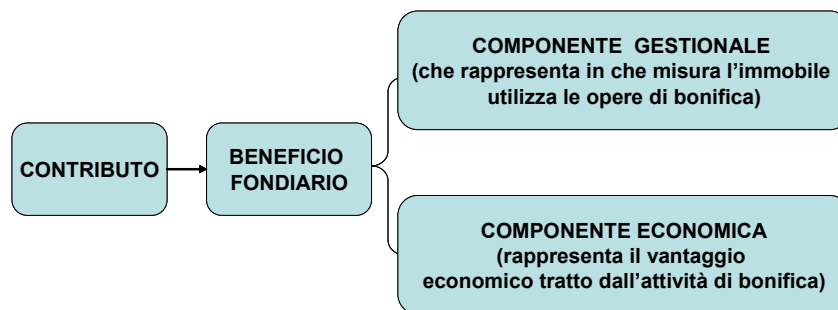 COMPONENTE GESTIONALE
(che rappresenta in che misura l'immobile
utilizza le opere di bonifica)
CONTRIBUTO
BENEFICIO
FONDIARIO
COMPONENTE ECONOMICA
(rappresenta il vantaggio
economico tratto dall'attività di bonifica)